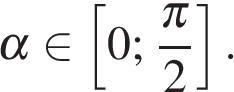 α ∈ [0; π/2].